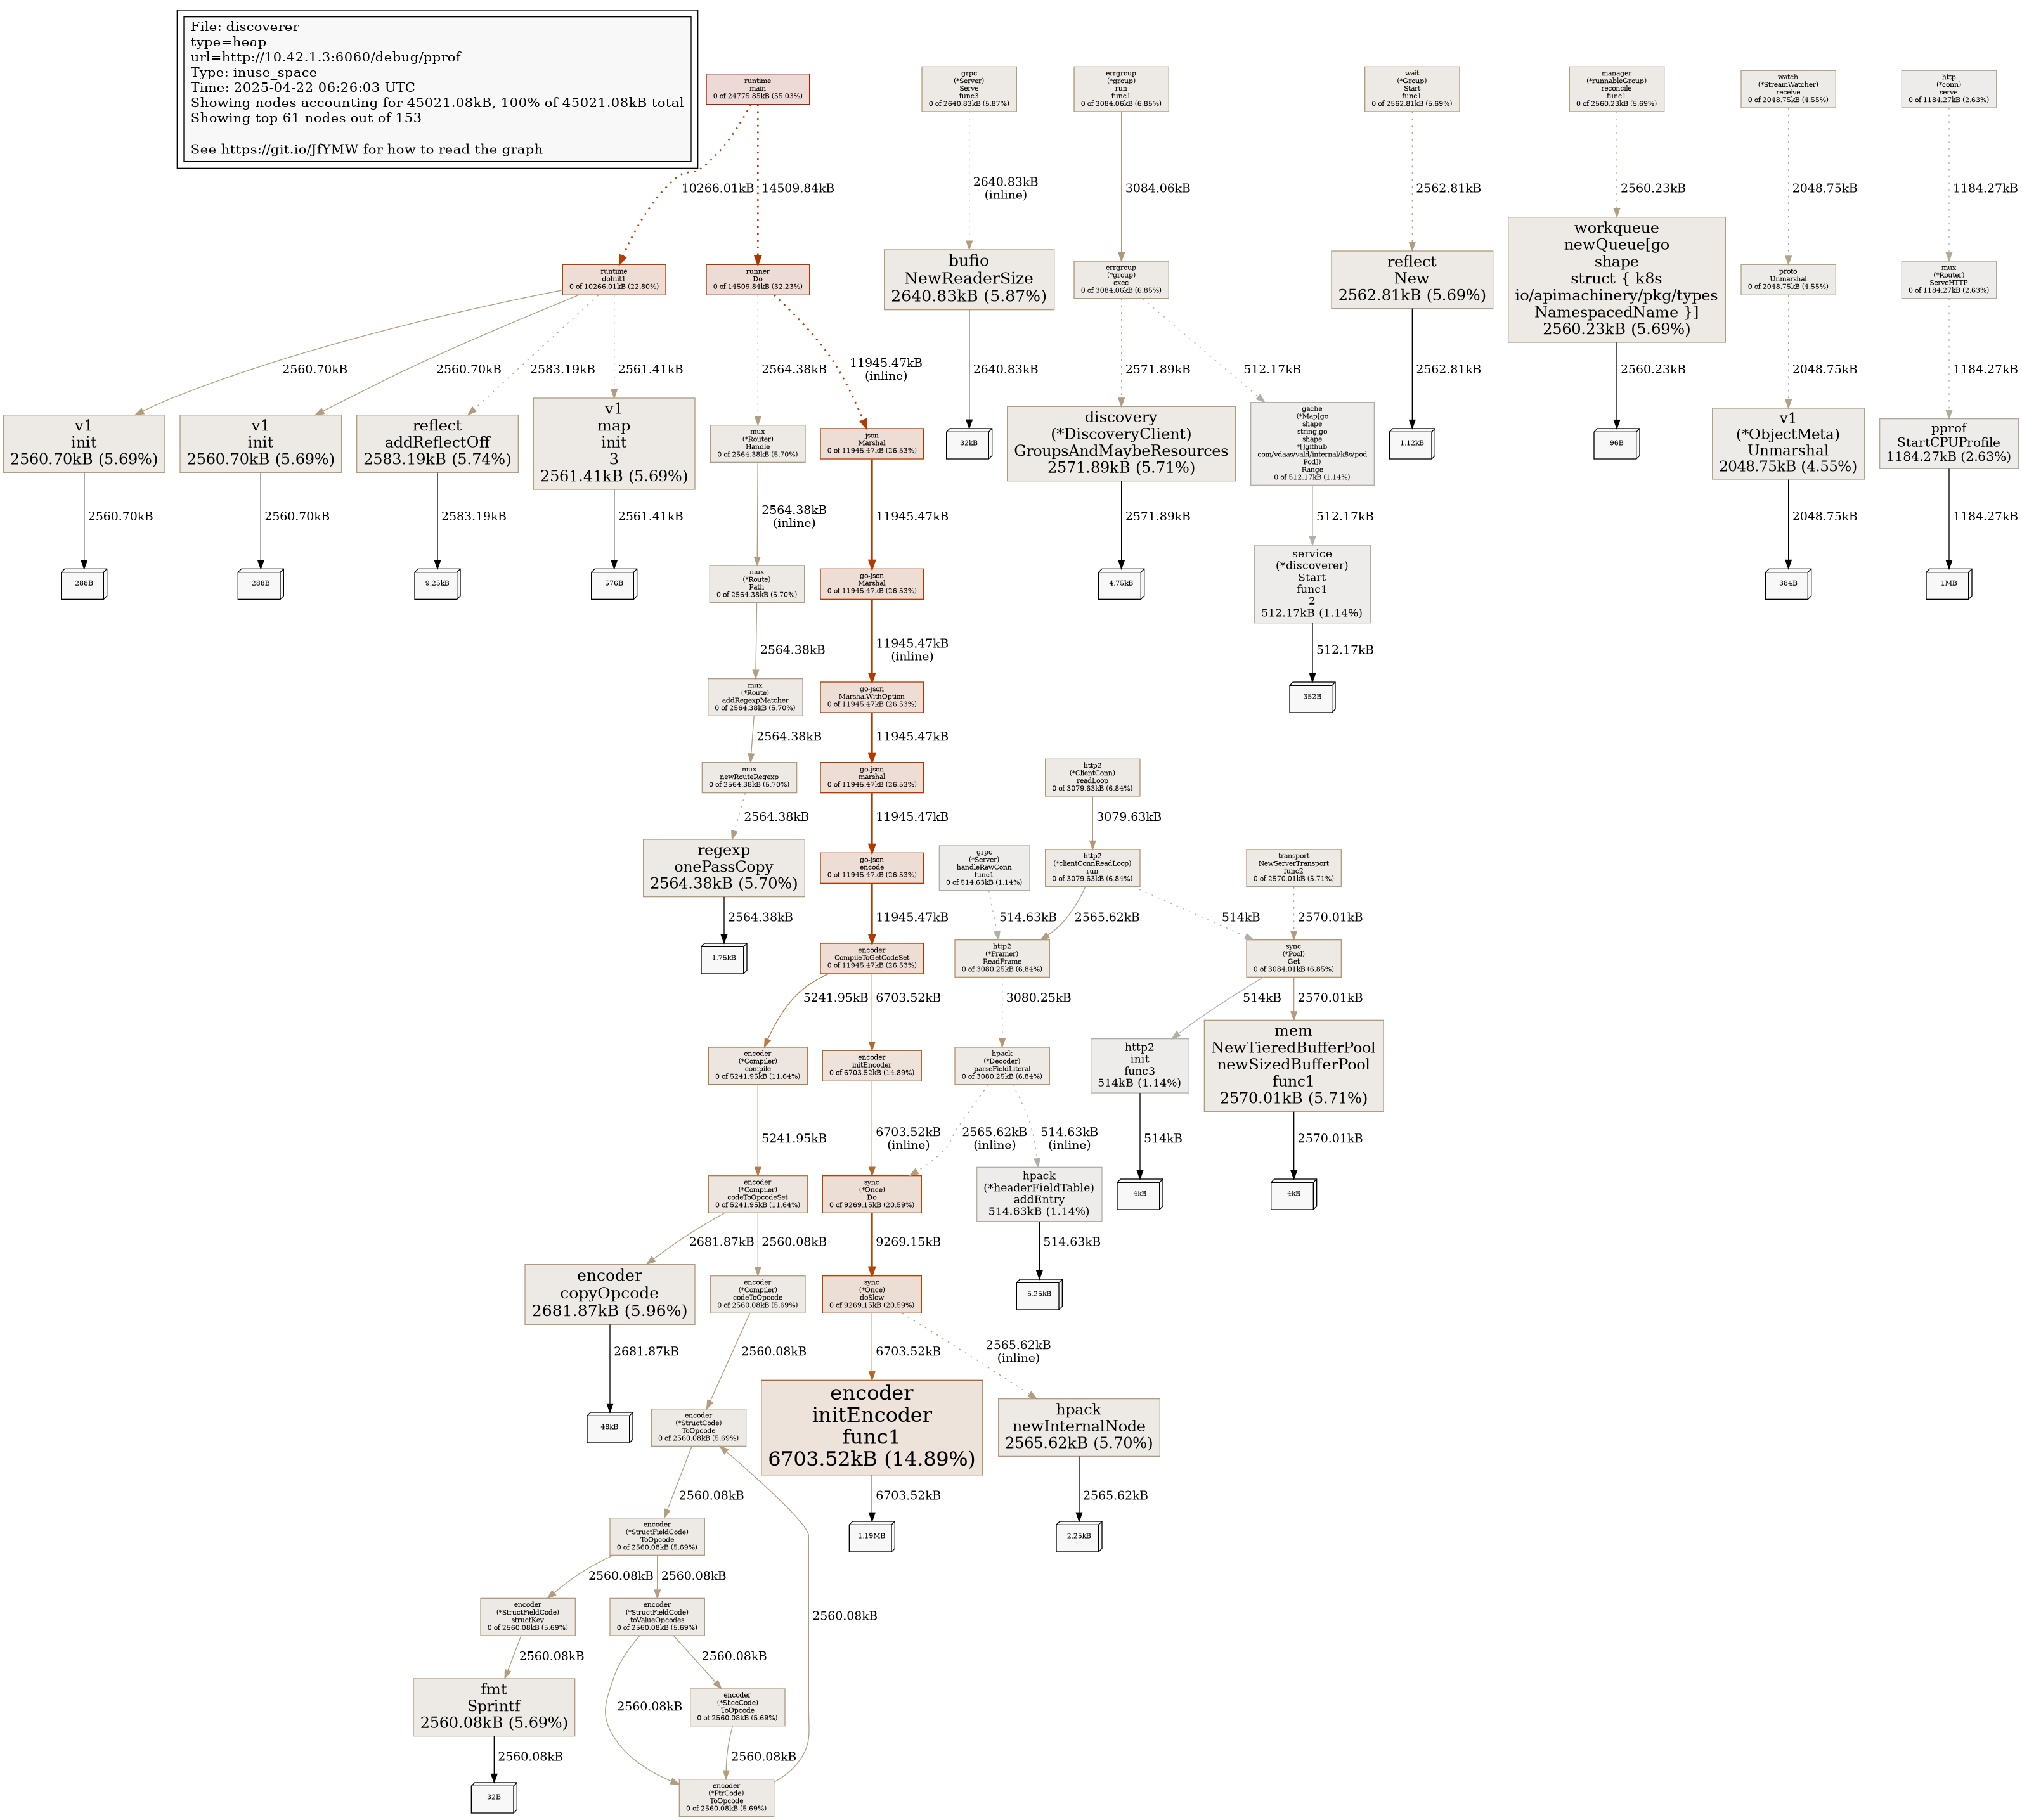 File: discoverer
type=heap
url=http://10.42.1.3:6060/debug/pprof
Type: inuse_space
Time: 2025-04-22 06:26:03 UTC
Showing nodes accounting for 45021.08kB, 100% of 45021.08kB total
Showing top 61 nodes out of 153
See https://git.io/JfYMW for how to read the graph
runtime
main
0 of 24775.85kB (55.03%)
grpc
(*Server)
Serve
func3
0 of 2640.83kB (5.87%)
errgroup
(*group)
run
func1
0 of 3084.06kB (6.85%)
wait
(*Group)
Start
func1
0 of 2562.81kB (5.69%)
manager
(*runnableGroup)
reconcile
func1
0 of 2560.23kB (5.69%)
watch
(*StreamWatcher)
receive
0 of 2048.75kB (4.55%)
http
(*conn)
serve
0 of 1184.27kB (2.63%)
10266.01kB
14509.84kB
2640.83kB
(inline)
3084.06kB
2562.81kB
2560.23kB
2048.75kB
1184.27kB
runtime
doInit1
0 of 10266.01kB (22.80%)
runner
Do
0 of 14509.84kB (32.23%)
bufio
NewReaderSize
2640.83kB (5.87%)
errgroup
(*group)
exec
0 of 3084.06kB (6.85%)
reflect
New
2562.81kB (5.69%)
workqueue
newQueue[go
shape
struct { k8s
io/apimachinery/pkg/types
NamespacedName }]
2560.23kB (5.69%)
proto
Unmarshal
0 of 2048.75kB (4.55%)
mux
(*Router)
ServeHTTP
0 of 1184.27kB (2.63%)
2560.70kB
2560.70kB
2583.19kB
2561.41kB
2564.38kB
11945.47kB
(inline)
2640.83kB
2571.89kB
512.17kB
2562.81kB
2560.23kB
2048.75kB
1184.27kB
v1
init
2560.70kB (5.69%)
v1
init
2560.70kB (5.69%)
reflect
addReflectOff
2583.19kB (5.74%)
v1
map
init
3
2561.41kB (5.69%)
mux
(*Router)
Handle
0 of 2564.38kB (5.70%)
json
Marshal
0 of 11945.47kB (26.53%)
32kB
discovery
(*DiscoveryClient)
GroupsAndMaybeResources
2571.89kB (5.71%)
gache
(*Map[go
shape
string,go
shape
*[]github
com/vdaas/vald/internal/k8s/pod
Pod])
Range
0 of 512.17kB (1.14%)
1.12kB
96B
v1
(*ObjectMeta)
Unmarshal
2048.75kB (4.55%)
pprof
StartCPUProfile
1184.27kB (2.63%)
2560.70kB
2560.70kB
2583.19kB
2561.41kB
2564.38kB
(inline)
11945.47kB
2571.89kB
512.17kB
2048.75kB
1184.27kB
288B
288B
9.25kB
576B
mux
(*Route)
Path
0 of 2564.38kB (5.70%)
go-json
Marshal
0 of 11945.47kB (26.53%)
4.75kB
service
(*discoverer)
Start
func1
2
512.17kB (1.14%)
384B
1MB
2564.38kB
11945.47kB
(inline)
512.17kB
mux
(*Route)
addRegexpMatcher
0 of 2564.38kB (5.70%)
go-json
MarshalWithOption
0 of 11945.47kB (26.53%)
352B
2564.38kB
11945.47kB
mux
newRouteRegexp
0 of 2564.38kB (5.70%)
go-json
marshal
0 of 11945.47kB (26.53%)
http2
(*ClientConn)
readLoop
0 of 3079.63kB (6.84%)
2564.38kB
11945.47kB
3079.63kB
regexp
onePassCopy
2564.38kB (5.70%)
go-json
encode
0 of 11945.47kB (26.53%)
grpc
(*Server)
handleRawConn
func1
0 of 514.63kB (1.14%)
http2
(*clientConnReadLoop)
run
0 of 3079.63kB (6.84%)
transport
NewServerTransport
func2
0 of 2570.01kB (5.71%)
2564.38kB
11945.47kB
514.63kB
2565.62kB
514kB
2570.01kB
1.75kB
encoder
CompileToGetCodeSet
0 of 11945.47kB (26.53%)
http2
(*Framer)
ReadFrame
0 of 3080.25kB (6.84%)
sync
(*Pool)
Get
0 of 3084.01kB (6.85%)
5241.95kB
6703.52kB
3080.25kB
514kB
2570.01kB
encoder
(*Compiler)
compile
0 of 5241.95kB (11.64%)
encoder
initEncoder
0 of 6703.52kB (14.89%)
hpack
(*Decoder)
parseFieldLiteral
0 of 3080.25kB (6.84%)
http2
init
func3
514kB (1.14%)
mem
NewTieredBufferPool
newSizedBufferPool
func1
2570.01kB (5.71%)
5241.95kB
6703.52kB
(inline)
2565.62kB
(inline)
514.63kB
(inline)
514kB
2570.01kB
encoder
(*Compiler)
codeToOpcodeSet
0 of 5241.95kB (11.64%)
sync
(*Once)
Do
0 of 9269.15kB (20.59%)
hpack
(*headerFieldTable)
addEntry
514.63kB (1.14%)
4kB
4kB
2681.87kB
2560.08kB
9269.15kB
514.63kB
encoder
copyOpcode
2681.87kB (5.96%)
encoder
(*Compiler)
codeToOpcode
0 of 2560.08kB (5.69%)
sync
(*Once)
doSlow
0 of 9269.15kB (20.59%)
5.25kB
2681.87kB
2560.08kB
6703.52kB
2565.62kB
(inline)
48kB
encoder
(*StructCode)
ToOpcode
0 of 2560.08kB (5.69%)
encoder
initEncoder
func1
6703.52kB (14.89%)
hpack
newInternalNode
2565.62kB (5.70%)
2560.08kB
6703.52kB
2565.62kB
encoder
(*StructFieldCode)
ToOpcode
0 of 2560.08kB (5.69%)
1.19MB
2.25kB
2560.08kB
2560.08kB
encoder
(*StructFieldCode)
structKey
0 of 2560.08kB (5.69%)
encoder
(*StructFieldCode)
toValueOpcodes
0 of 2560.08kB (5.69%)
2560.08kB
2560.08kB
2560.08kB
fmt
Sprintf
2560.08kB (5.69%)
2560.08kB
encoder
(*SliceCode)
ToOpcode
0 of 2560.08kB (5.69%)
2560.08kB
2560.08kB
32B
encoder
(*PtrCode)
ToOpcode
0 of 2560.08kB (5.69%)